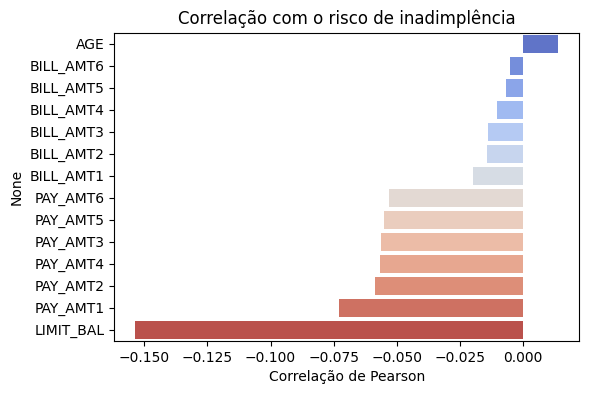 Correlação com o risco de inadimplência
AGE
BILL_AMT6
BILL_AMT5
BILL_AMT4
BILL_AMT3
BILL_AMT2
BILL_AMT1
PAY_AMT6
PAY_AMT5
PAY_AMT3
PAY_AMT4
PAY_AMT2
PAY_AMT1
LIMIT_BAL
None
−0.150 −0.125 −0.100 −0.075 −0.050 −0.025 0.000
Correlação de Pearson